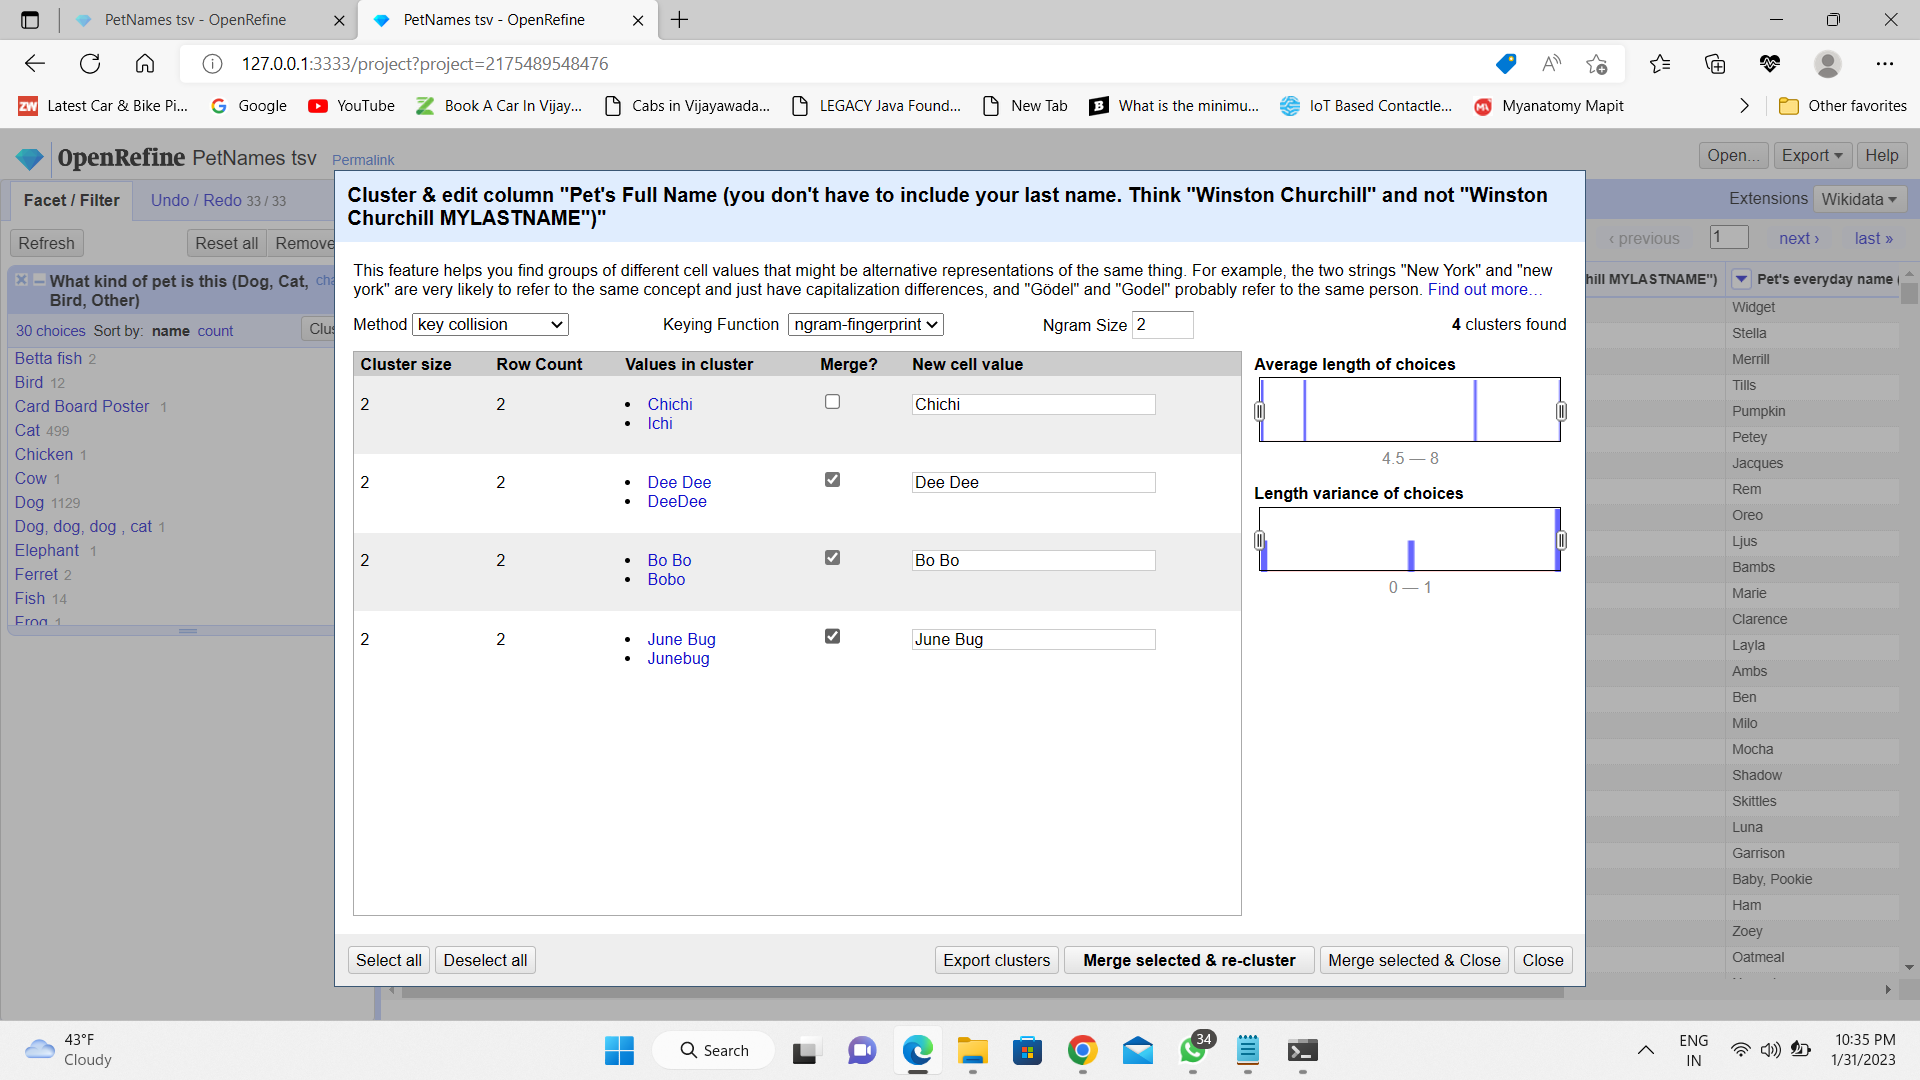 PetNames tsv - OpenRefine
PetNames tsv - OpenRefine
127.0.0.1:3333/project?project=2175489548476
Latest Car & Bike Pi...
Google
YouTube
Book A Car In Vijay...
Cabs in Vijayawada...
LEGACY Java Found...
New Tab
What is the minimu...
IoT Based Contactle...
Myanatomy Mapit
Other favorites
OpenRefine PetNames tsv Permalink
Open... Export Help
Facet / Filter Undo / Redo 33 / 33
Extensions Wikidata
Refresh Reset all Remove
‹ previous 1 next › last »
What kind of pet is this (Dog, Cat, Bird, Other) cha
30 choices Sort by: name count Clus
Betta fish 2
Bird 12
Card Board Poster 1
Cat 499
Chicken 1
Cow 1
Dog 1129
Dog, dog, dog , cat 1
Elephant 1
Ferret 2
Fish 14
Frog 1
Cluster & edit column "Pet's Full Name (you don't have to include your last name. Think "Winston Churchill" and not "Winston
Churchill MYLASTNAME")"
This feature helps you find groups of different cell values that might be alternative representations of the same thing. For example, the two strings "New York" and "new
york" are very likely to refer to the same concept and just have capitalization differences, and "Gödel" and "Godel" probably refer to the same person. Find out more...
Method key collision Keying Function ngram-fingerprint Ngram Size 2 4 clusters found
Cluster size Row Count Values in cluster Merge? New cell value
2 2 • Chichi Chichi
• Ichi
2 2 • Dee Dee Dee Dee
• DeeDee
2 2 • Bo Bo Bo Bo
• Bobo
2 2 • June Bug June Bug
• Junebug
Average length of choices
4.5 — 8
Length variance of choices
0 — 1
Select all Deselect all Export clusters Merge selected & re-cluster Merge selected & Close Close
hill MYLASTNAME") Pet's everyday name (
Widget
Stella
Merrill
Tills
Pumpkin
Petey
Jacques
Rem
Oreo
Ljus
Bambs
Marie
Clarence
Layla
Ambs
Ben
Milo
Mocha
Shadow
Skittles
Luna
Garrison
Baby, Pookie
Ham
Zoey
Oatmeal
43°F
Cloudy
Search
34
ENG
IN
10:35 PM
1/31/2023